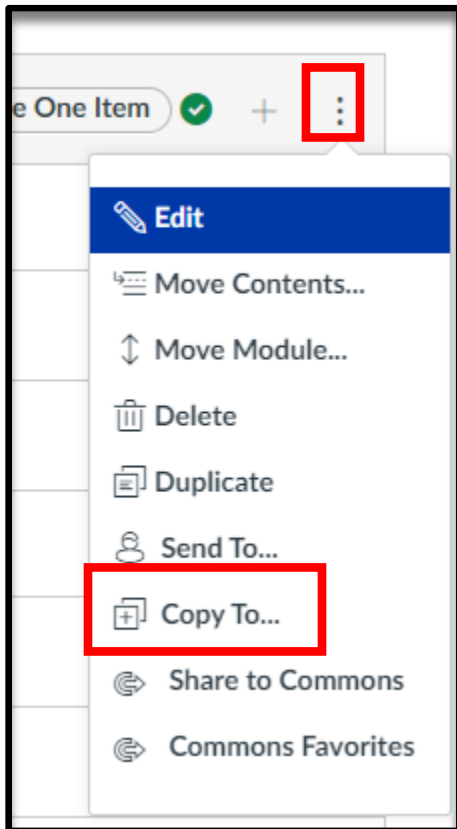 e One Item
Edit
Move Contents...
Move Module...
Delete
Duplicate
Send To...
Copy To...
Share to Commons
Commons Favorites